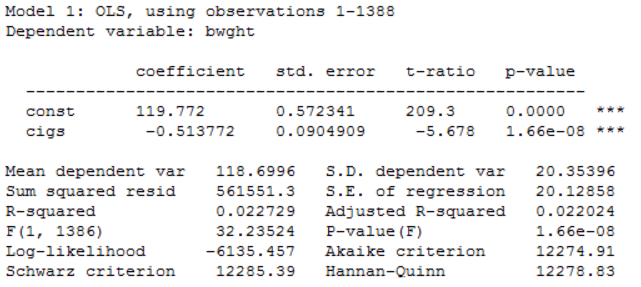 Model 1: OLS, using observations 1-1388
Dependent variable: bwght
coefficient std. error t-ratio p-value
---------------------------------------------------------
const 119.772 0.572341 209.3 0.0000 ***
cigs −0.513772 0.0904909 −5.678 1.66e-08 ***
Mean dependent var 118.6996 S.D. dependent var 20.35396
Sum squared resid 561551.3 S.E. of regression 20.12858
R-squared 0.022729 Adjusted R-squared 0.022024
F(1, 1386) 32.23524 P-value(F) 1.66e-08
Log-likelihood −6135.457 Akaike criterion 12274.91
Schwarz criterion 12285.39 Hannan-Quinn 12278.83